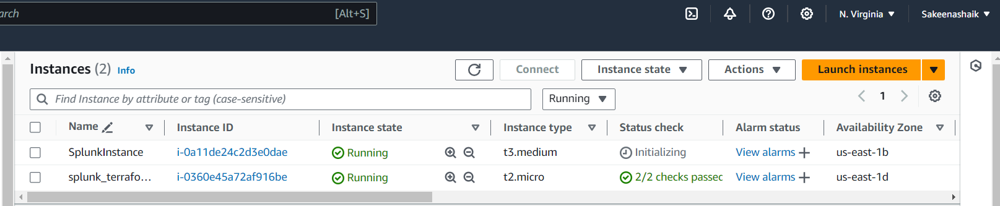 arch [Alt+S] N. Virginia Sakeenashaik
Instances (2) Info Connect Instance state Actions Launch instances
Find Instance by attribute or tag (case-sensitive) Running 1
Name Instance ID Instance state Instance type Status check Alarm status Availability Zone
SplunkInstance i-0a11de24c2d3e0dae Running t3.medium Initializing View alarms us-east-1b
splunk_terrafo… i-0360e45a72af916be Running t2.micro 2/2 checks passec View alarms us-east-1d